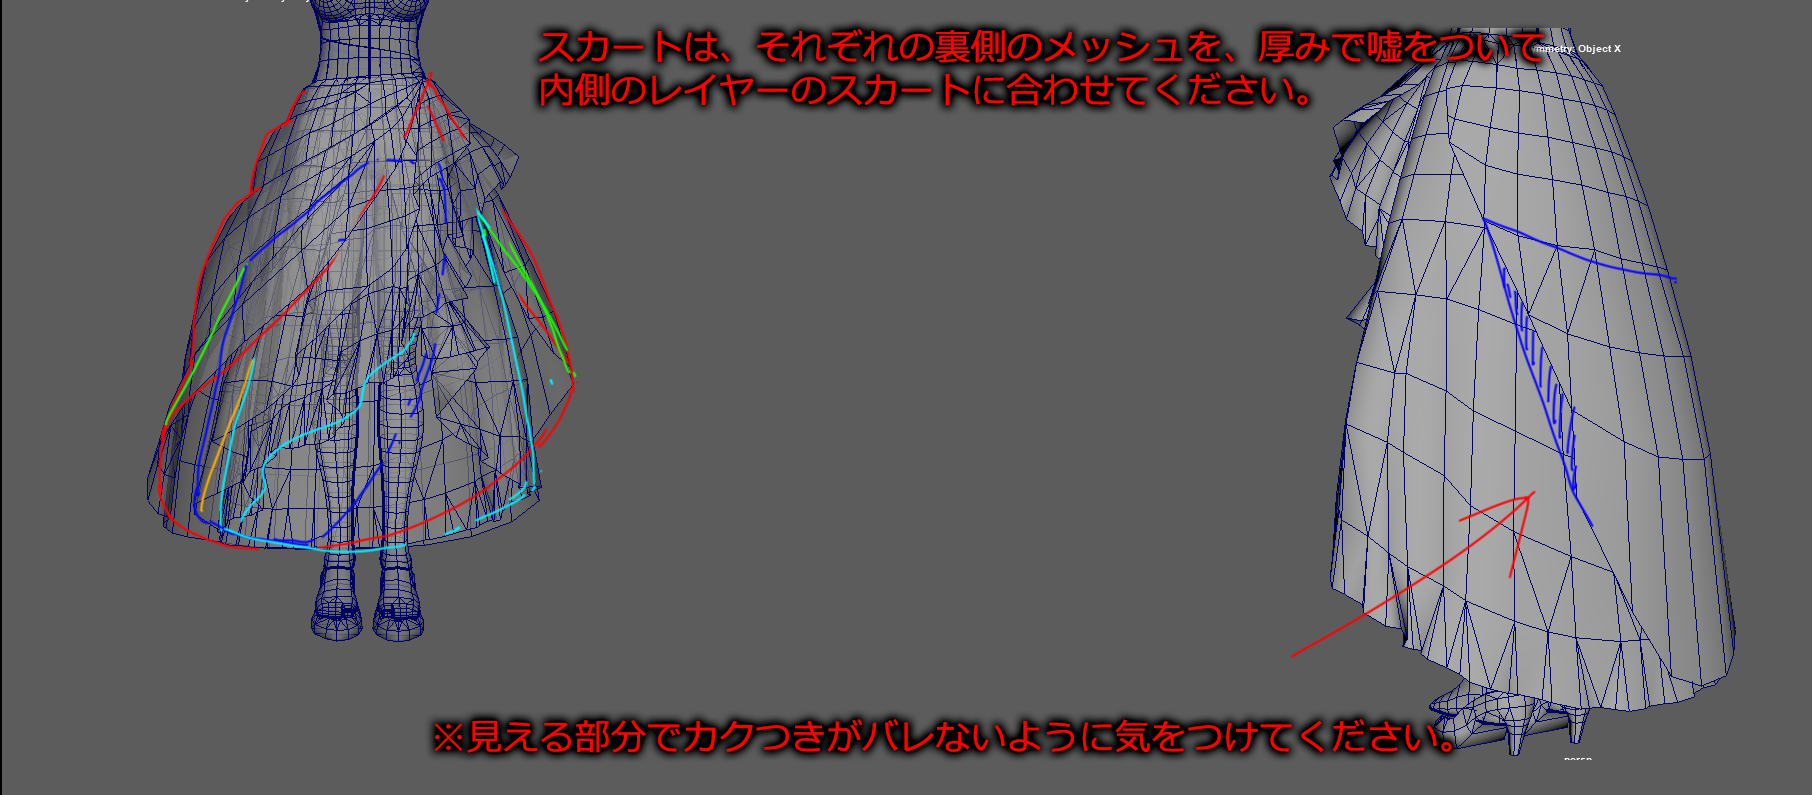 スカートは、それぞれの裏側のメッシュを、厚みで嘘をついて
mmetry: Object X
内側のレイヤーのスカートに合わせてください。
※見える部分でカクつきがバレないように気をつけてください。
persp